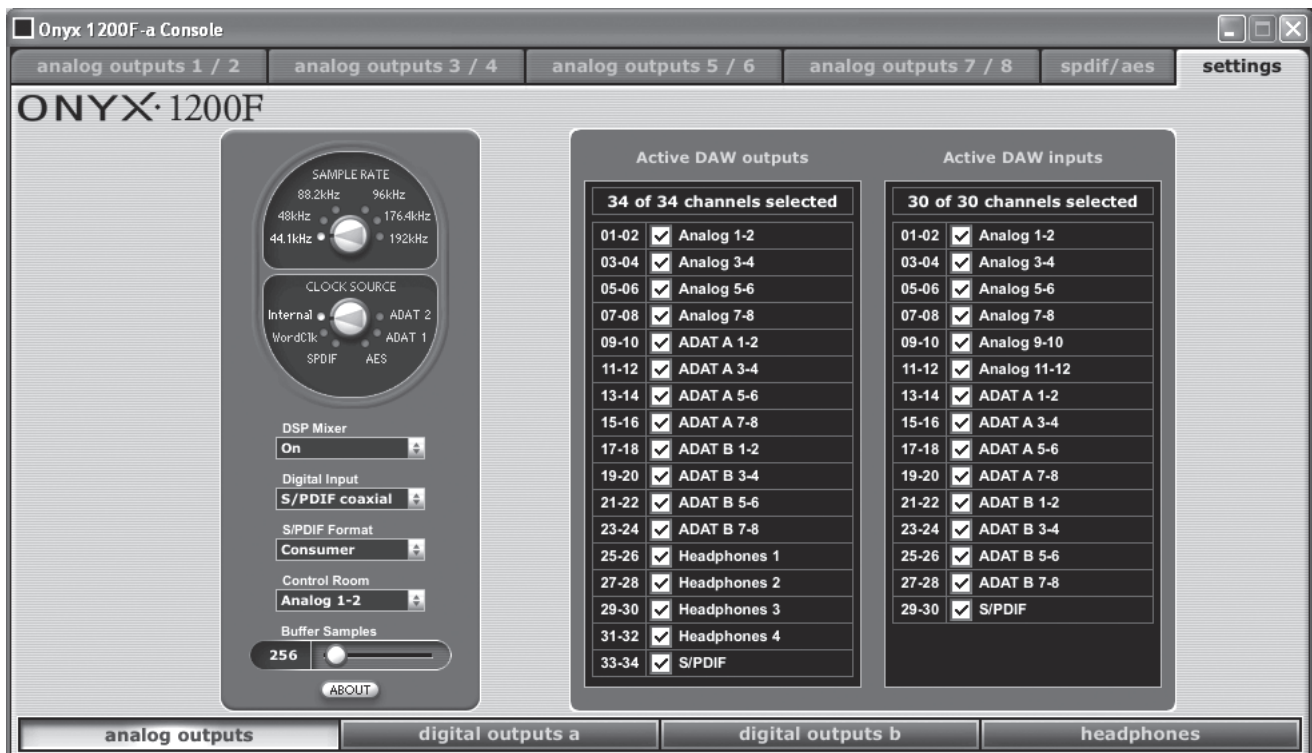 Onyx 1200F-a Console
analog outputs 1 / 2
analog outputs 3 / 4
analog outputs 5 / 6
analog outputs 7 / 8
spdif/aes
settings
ONYX· 1200F
SAMPLE RATE
88.2kHz 96kHz
48kHz 176.4kHz
44.1kHz 192kHz
CLOCK SOURCE
Internal ADAT 2
WordClk ADAT 1
SPDIF AES
DSP Mixer
On
Digital Input
S/PDIF coaxial
S/PDIF Format
Consumer
Control Room
Analog 1-2
Buffer Samples
256
ABOUT
Active DAW outputs
34 of 34 channels selected
01-02 Analog 1-2
03-04 Analog 3-4
05-06 Analog 5-6
07-08 Analog 7-8
09-10 ADAT A 1-2
11-12 ADAT A 3-4
13-14 ADAT A 5-6
15-16 ADAT A 7-8
17-18 ADAT B 1-2
19-20 ADAT B 3-4
21-22 ADAT B 5-6
23-24 ADAT B 7-8
25-26 Headphones 1
27-28 Headphones 2
29-30 Headphones 3
31-32 Headphones 4
33-34 S/PDIF
Active DAW inputs
30 of 30 channels selected
01-02 Analog 1-2
03-04 Analog 3-4
05-06 Analog 5-6
07-08 Analog 7-8
09-10 Analog 9-10
11-12 Analog 11-12
13-14 ADAT A 1-2
15-16 ADAT A 3-4
17-18 ADAT A 5-6
19-20 ADAT A 7-8
21-22 ADAT B 1-2
23-24 ADAT B 3-4
25-26 ADAT B 5-6
27-28 ADAT B 7-8
29-30 S/PDIF
analog outputs
digital outputs a
digital outputs b
headphones